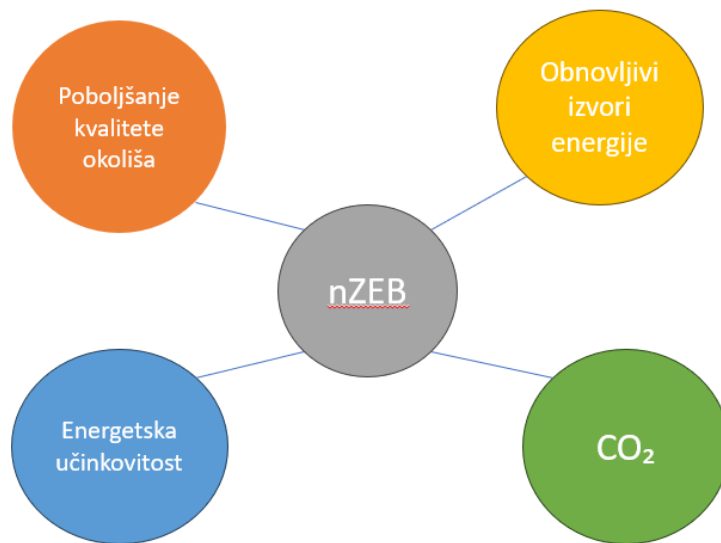 Poboljšanje
kvalitete
okoliša
Obnovljivi
izvori
energije
nZEB
Energetska
učinkovitost
CO₂